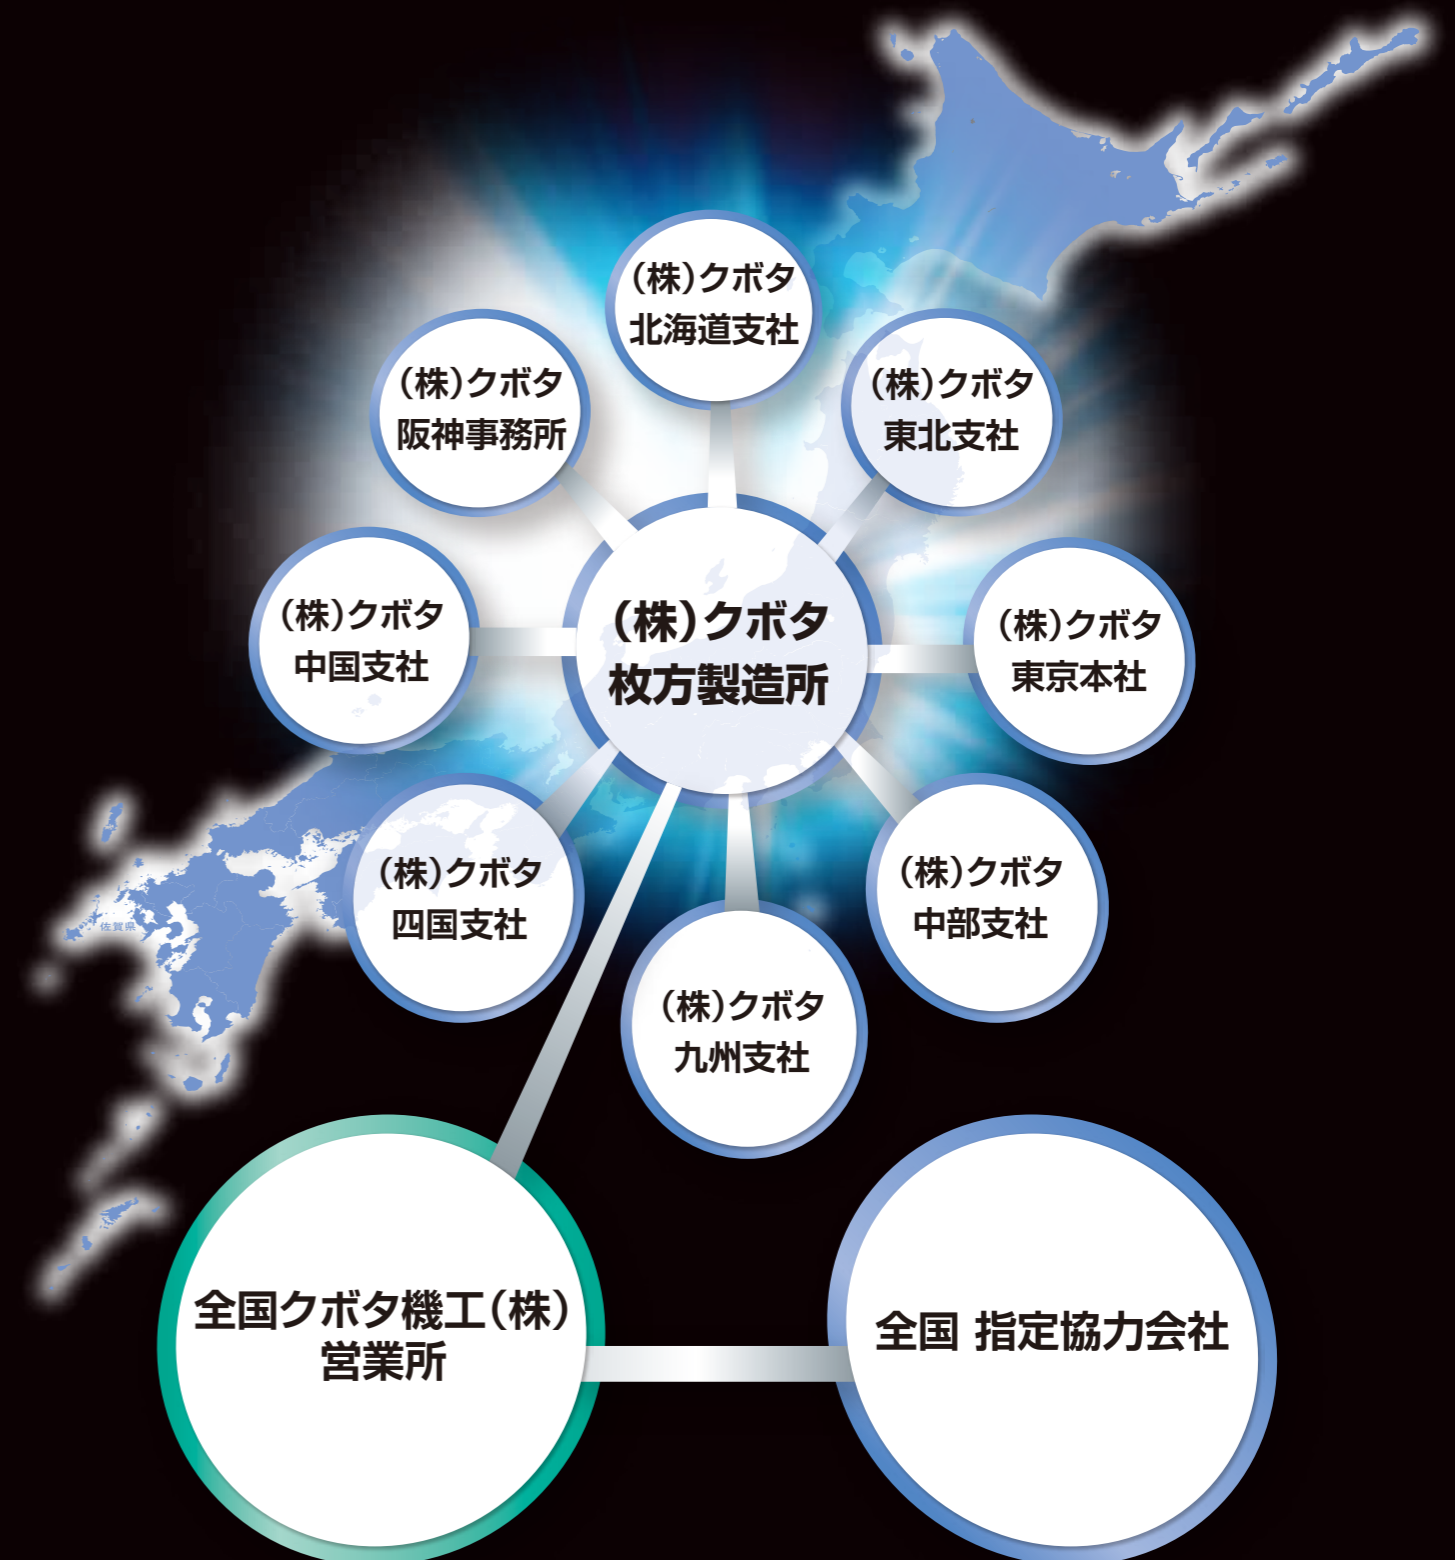 (株)クボタ
北海道支社
(株)クボタ
阪神事務所
(株)クボタ
東北支社
(株)クボタ
中国支社
(株)クボタ
枚方製造所
(株)クボタ
東京本社
(株)クボタ
四国支社
(株)クボタ
中部支社
佐賀県
(株)クボタ
九州支社
全国クボタ機工(株)
営業所
全国 指定協力会社